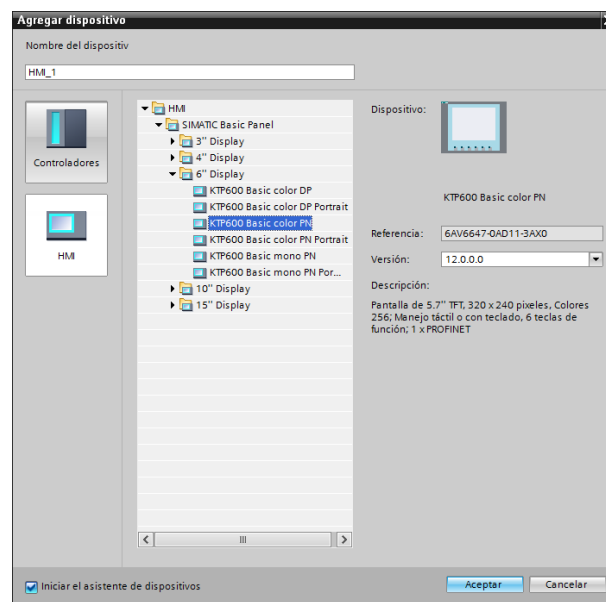 Agregar dispositivo
Nombre del dispositiv
HMI_1
Controladores
HMI
HMI
SIMATIC Basic Panel
3'' Display
4'' Display
6'' Display
KTP600 Basic color DP
KTP600 Basic color DP Portrait
KTP600 Basic color PN
KTP600 Basic color PN Portrait
KTP600 Basic mono PN
KTP600 Basic mono PN Por...
10'' Display
15'' Display
Dispositivo:
KTP600 Basic color PN
Referencia: 6AV6647-0AD11-3AX0
Versión: 12.0.0.0
Descripción:
Pantalla de 5.7'' TFT, 320 x 240 pixeles, Colores
256; Manejo táctil o con teclado, 6 teclas de
función; 1 x PROFINET
Iniciar el asistente de dispositivos
Aceptar
Cancelar